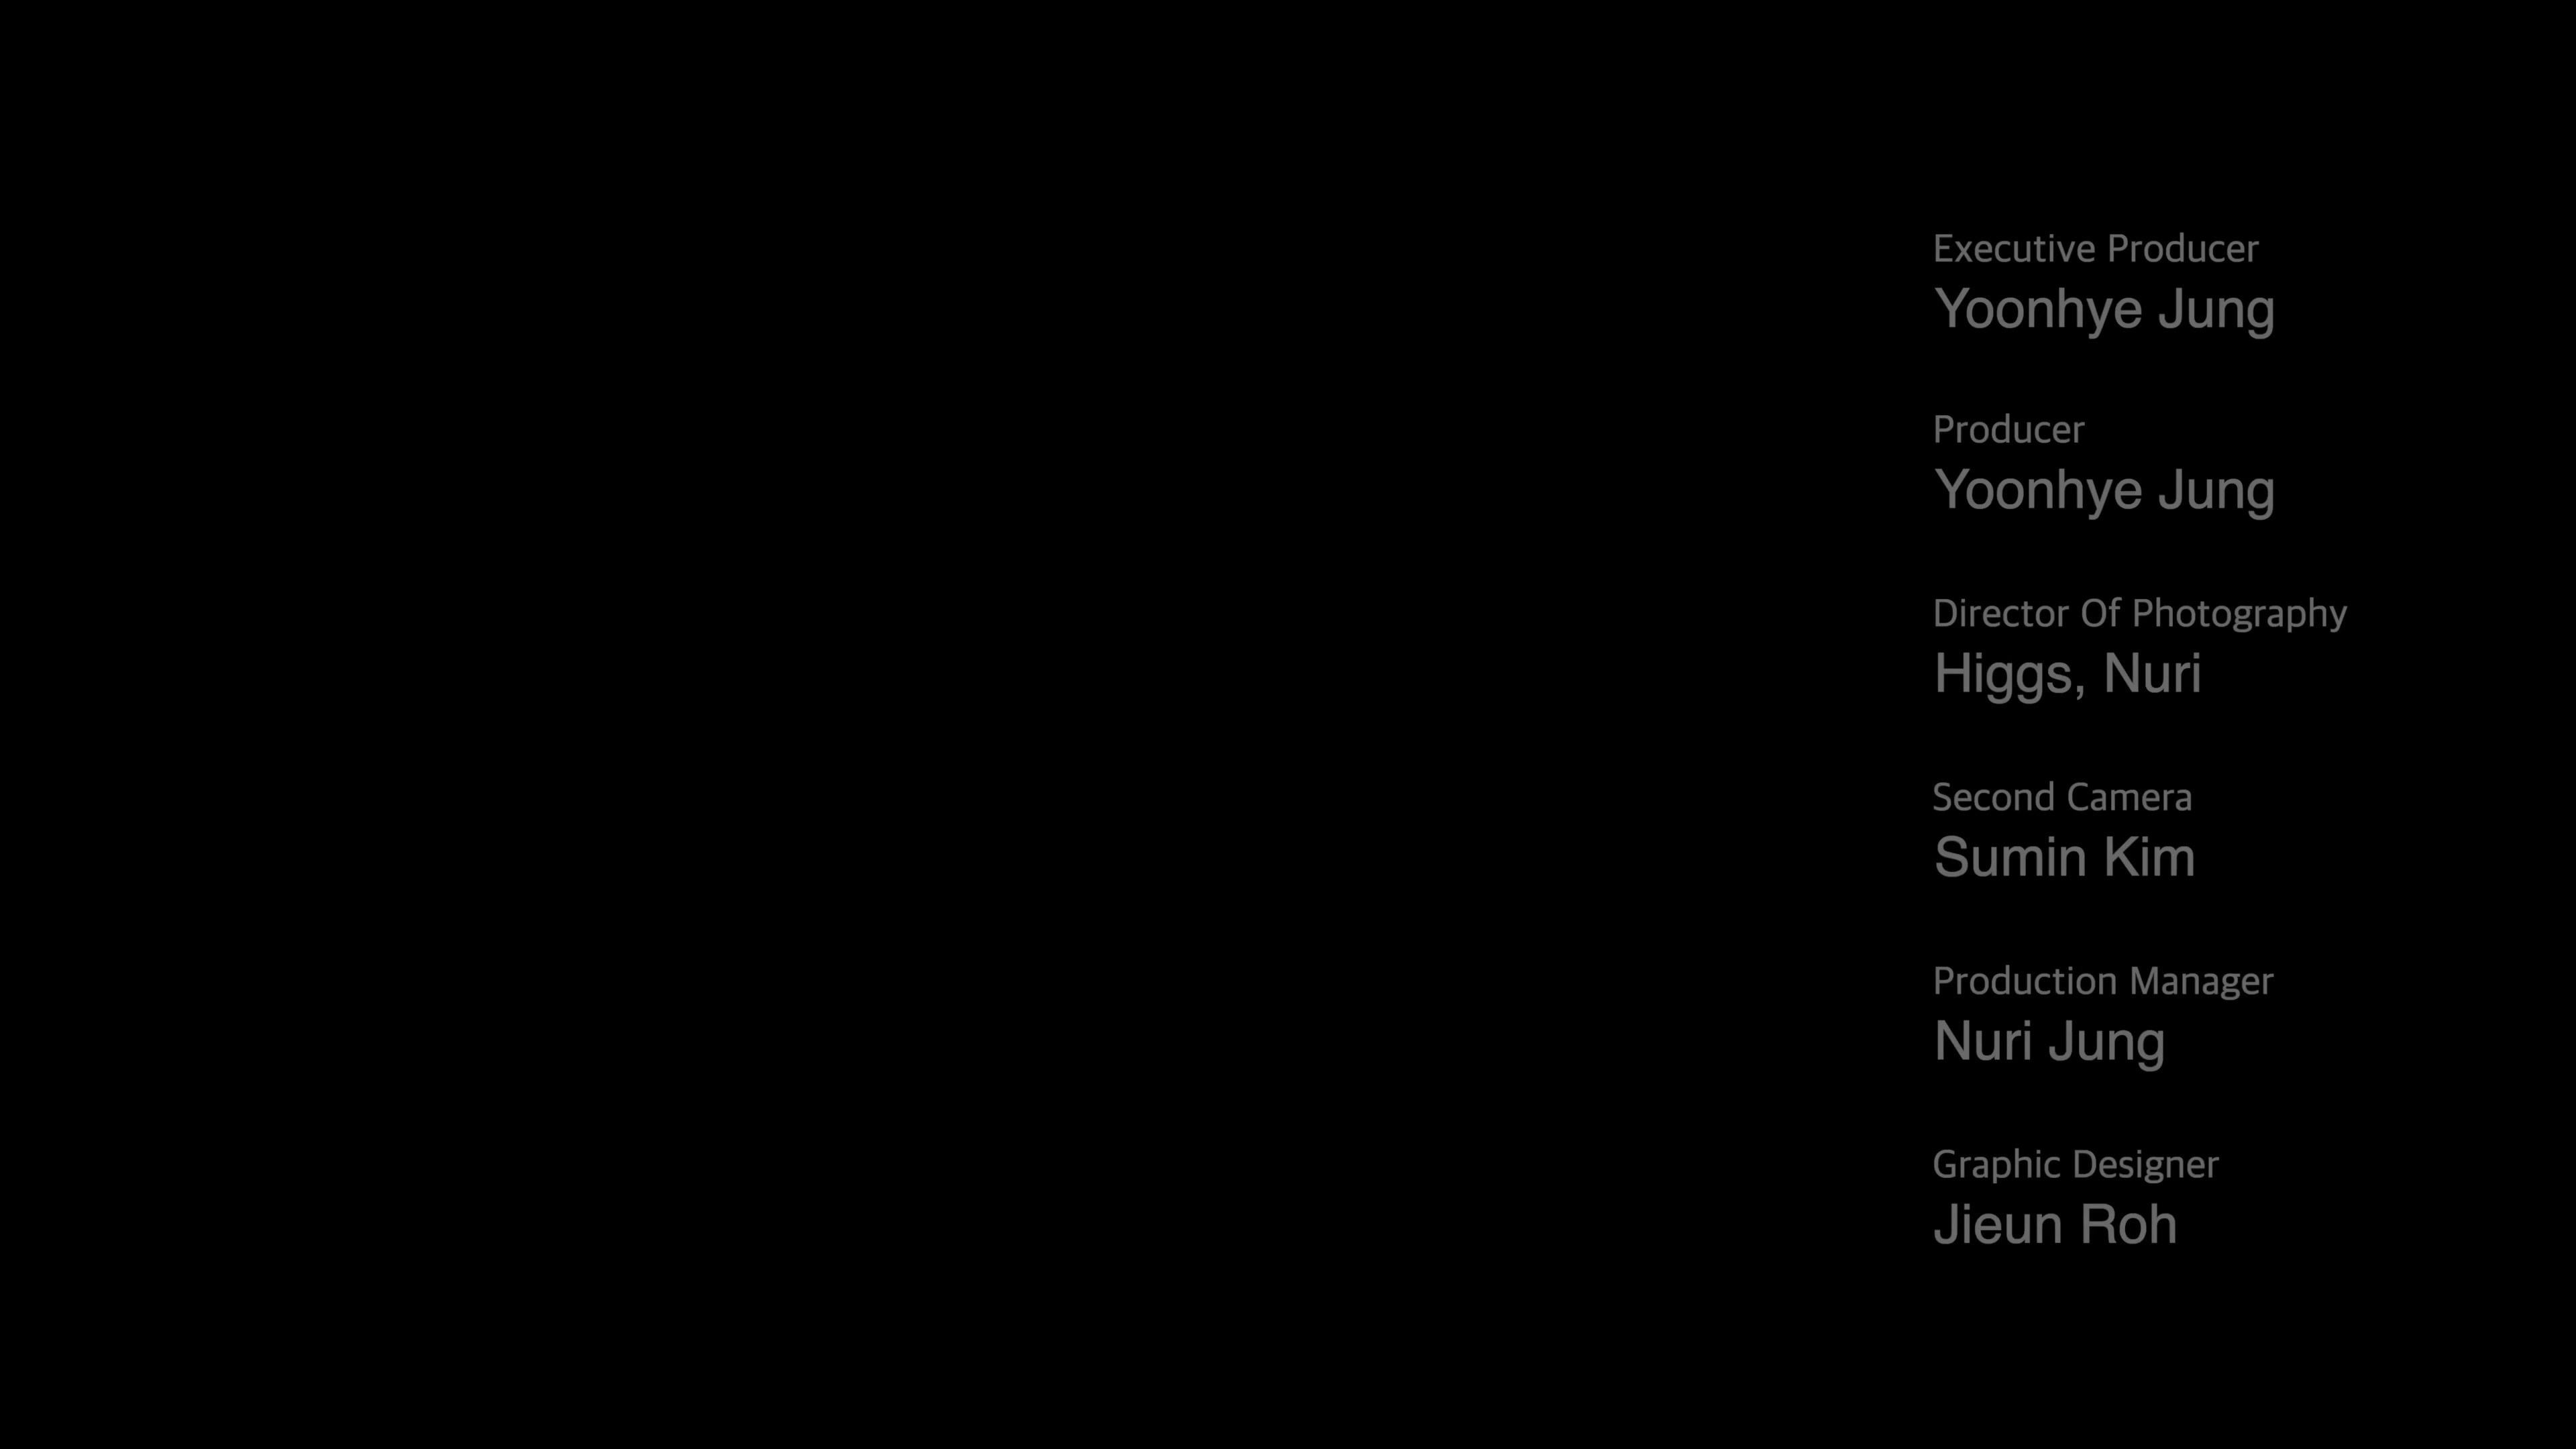 Executive Producer
Yoonhye Jung
Producer
Yoonhye Jung
Director Of Photography
Higgs, Nuri
Second Camera
Sumin Kim
Production Manager
Nuri Jung
Graphic Designer
Jieun Roh